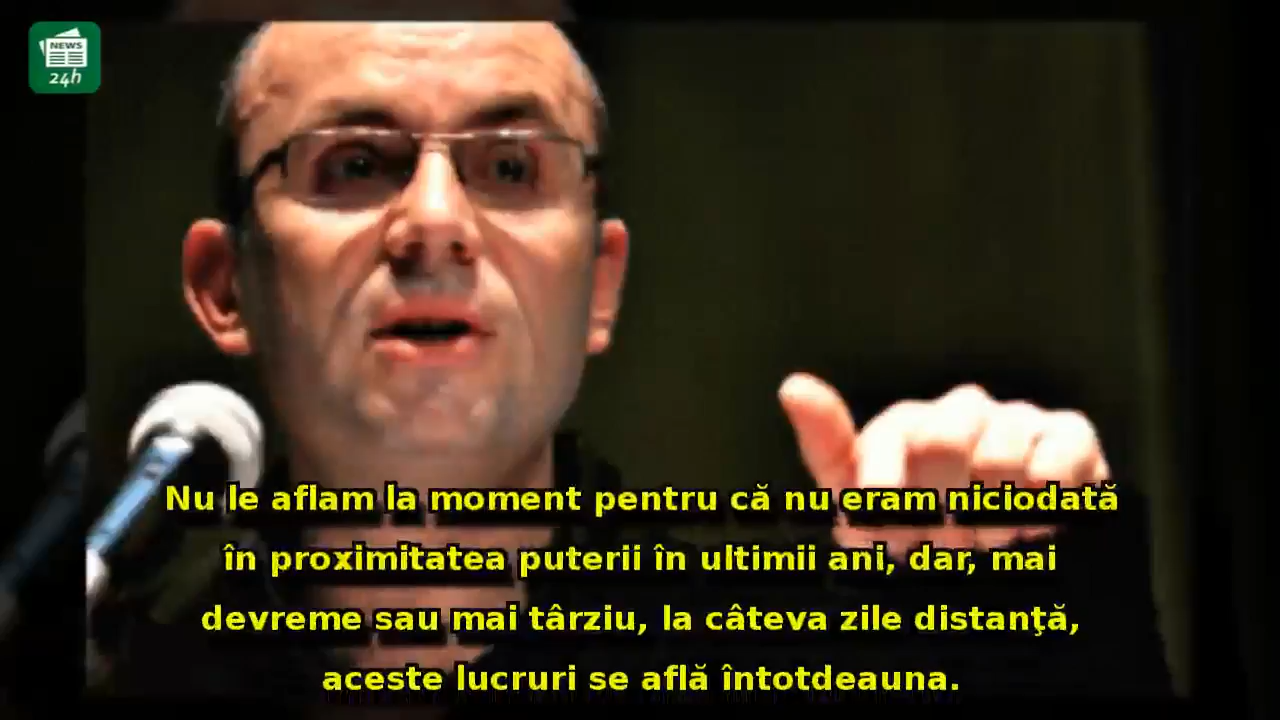 NEWS
24h
Nu le aflam la moment pentru că nu eram niciodată
în proximitatea puterii în ultimii ani, dar, mai
devreme sau mai târziu, la câteva zile distanţă,
aceste lucruri se află întotdeauna.